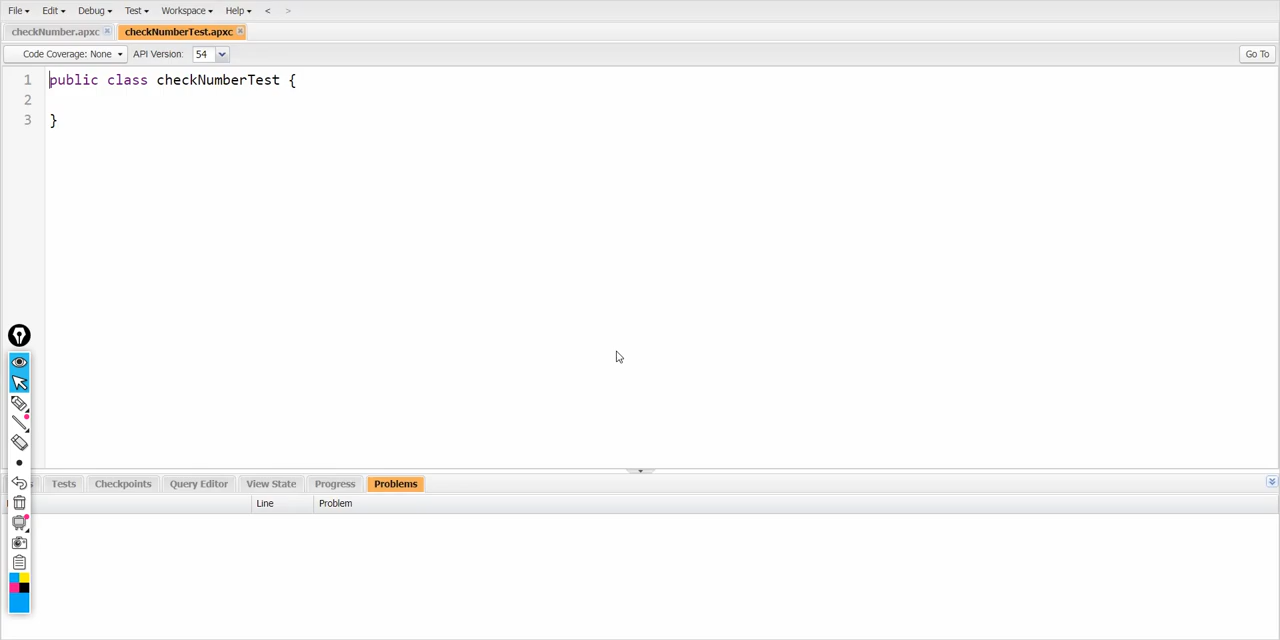 File Edit Debug Test Workspace Help < >
checkNumber.apxc checkNumberTest.apxc
Code Coverage: None API Version: 54 Go To
1 public class checkNumberTest {
2
3 }
Tests Checkpoints Query Editor View State Progress Problems
Line Problem